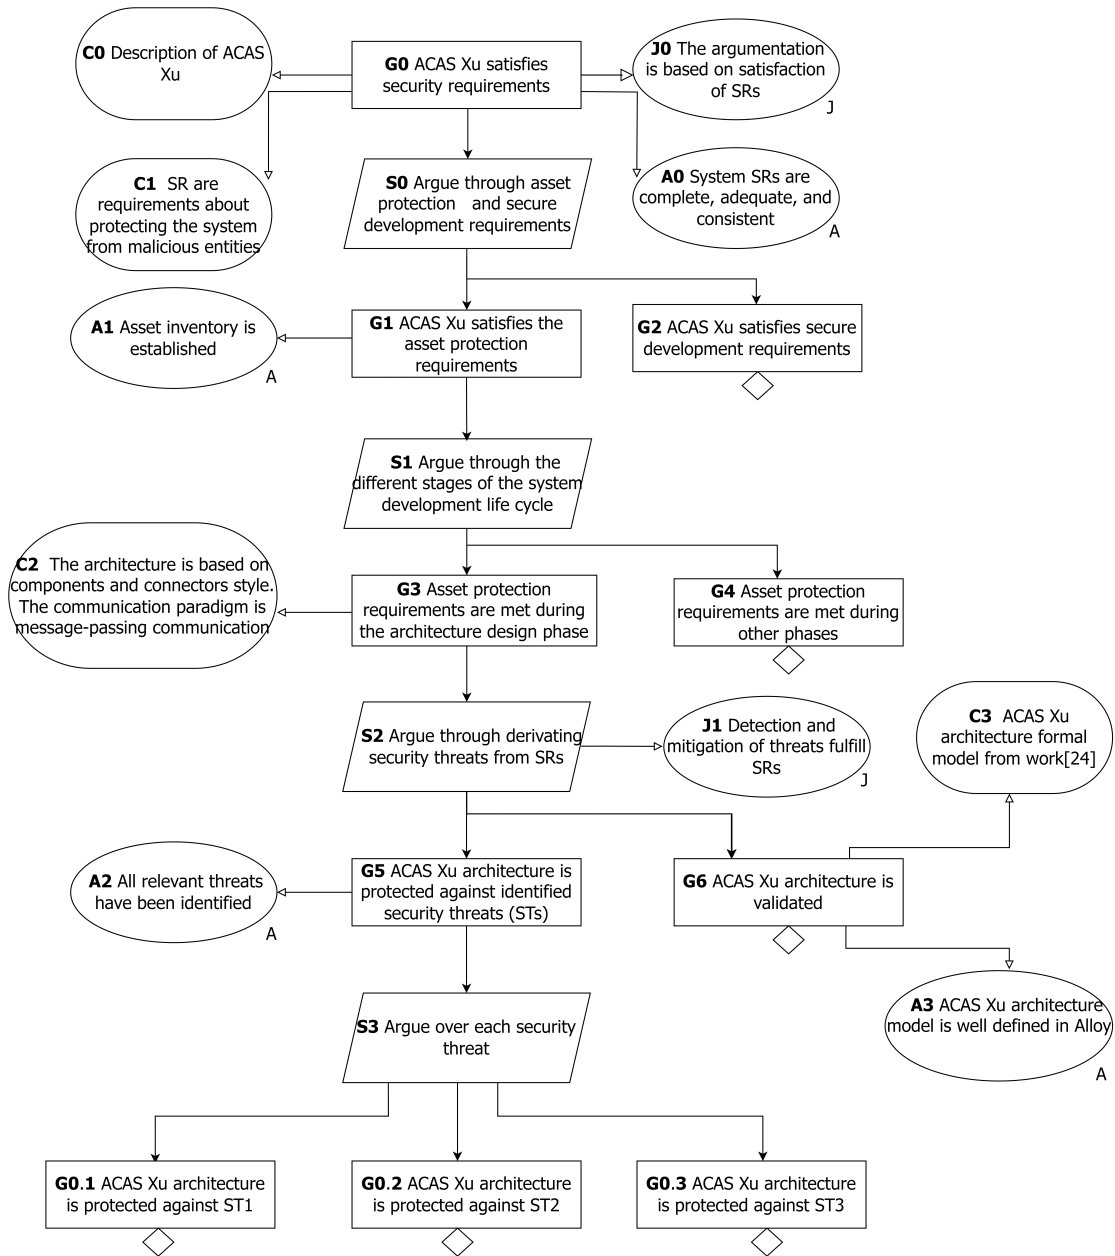 C0 Description of ACAS
Xu
G0 ACAS Xu satisfies
security requirements
J0 The argumentation
is based on satisfaction
of SRs
J
C1 SR are
requirements about
protecting the system
from malicious entities
S0 Argue through asset
protection and secure
development requirements
A0 System SRs are
complete, adequate, and
consistent
A
A1 Asset inventory is
established
A
G1 ACAS Xu satisfies the
asset protection
requirements
G2 ACAS Xu satisfies secure
development requirements
S1 Argue through the
different stages of the system
development life cycle
C2 The architecture is based on
components and connectors style.
The communication paradigm is
message-passing communication
G3 Asset protection
requirements are met during
the architecture design phase
G4 Asset protection
requirements are met during
other phases
S2 Argue through derivating
security threats from SRs
J1 Detection and
mitigation of threats fulfill
SRs
J
C3 ACAS Xu
architecture formal
model from work[24]
A2 All relevant threats
have been identified
A
G5 ACAS Xu architecture is
protected against identified
security threats (STs)
G6 ACAS Xu architecture is
validated
A3 ACAS Xu architecture
model is well defined in Alloy
A
S3 Argue over each security
threat
G0.1 ACAS Xu architecture
is protected against ST1
G0.2 ACAS Xu architecture
is protected against ST2
G0.3 ACAS Xu architecture
is protected against ST3